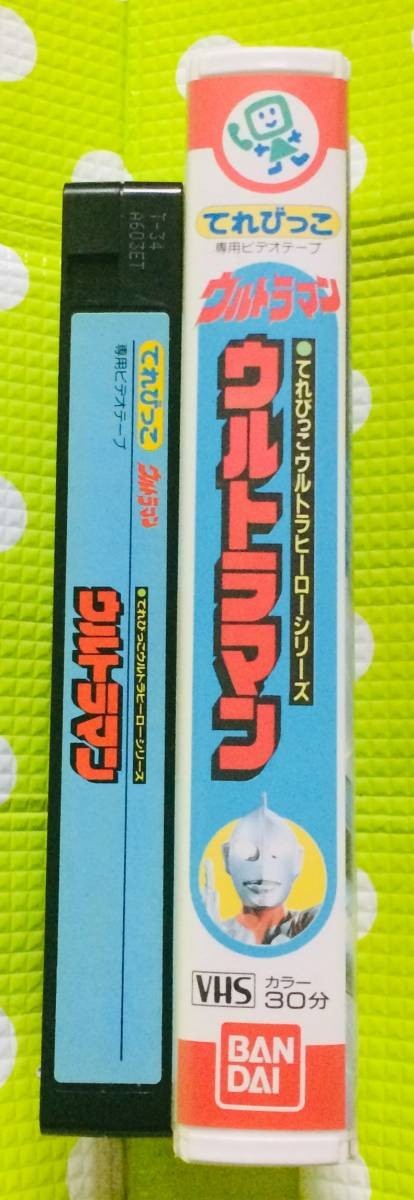 T-34
A603ET
てれびっこ
専用ビデオテープ
ウルトラマン
●てれびっこウルトラヒーローシリーズ
ウルトラマン
てれびっこ
専用ビデオテープ
ウルトラマン
●てれびっこウルトラヒーローシリーズ
ウルトラマン
VHS
カラー
30分
BAN
DAI